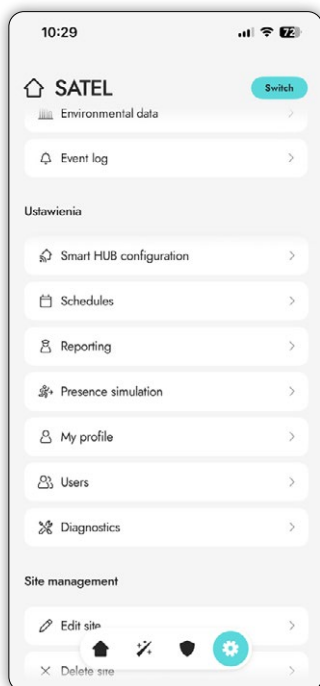 10:29
72
SATEL
Switch
Environmental data
Event log
Ustawienia
Smart HUB configuration
Schedules
Reporting
Presence simulation
My profile
Users
Diagnostics
Site management
Edit site
Delete site